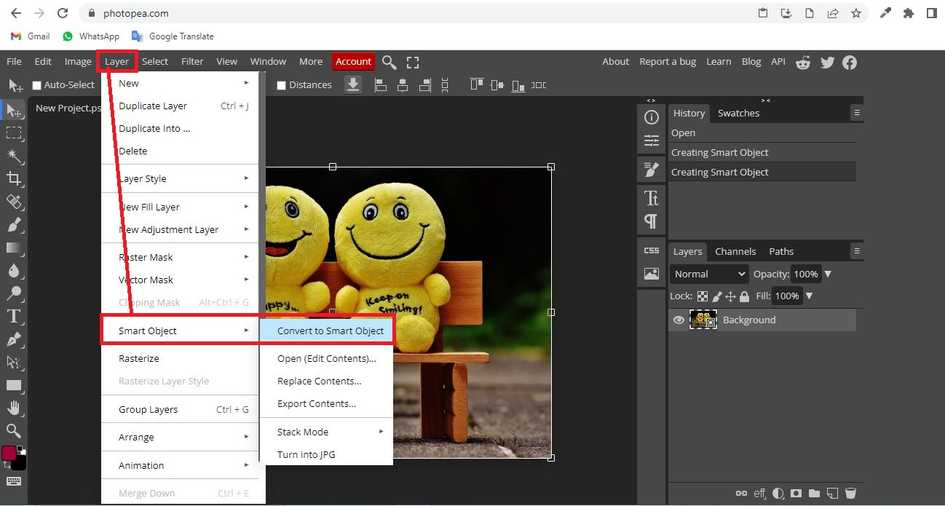 photopea.com
Gmail WhatsApp Google Translate
File Edit Image Layer Select Filter View Window More Account About Report a bug Learn Blog API
Auto-Select Distances
New Project.ps
New
Duplicate Layer Ctrl + J
Duplicate Into ...
Delete
Layer Style
New Fill Layer
New Adjustment Layer
Raster Mask
Vector Mask
Clipping Mask Alt+Ctrl + G
Smart Object
Rasterize
Rasterize Layer Style
Group Layers Ctrl + G
Arrange
Animation
Merge Down Ctrl + E
Convert to Smart Object
Open (Edit Contents)...
Replace Contents...
Export Contents...
Stack Mode
Turn into JPG
Keep on
Smiling!
History Swatches
Open
Creating Smart Object
Creating Smart Object
CSS
Layers Channels Paths
Normal Opacity: 100%
Lock: Fill: 100%
Background
eff